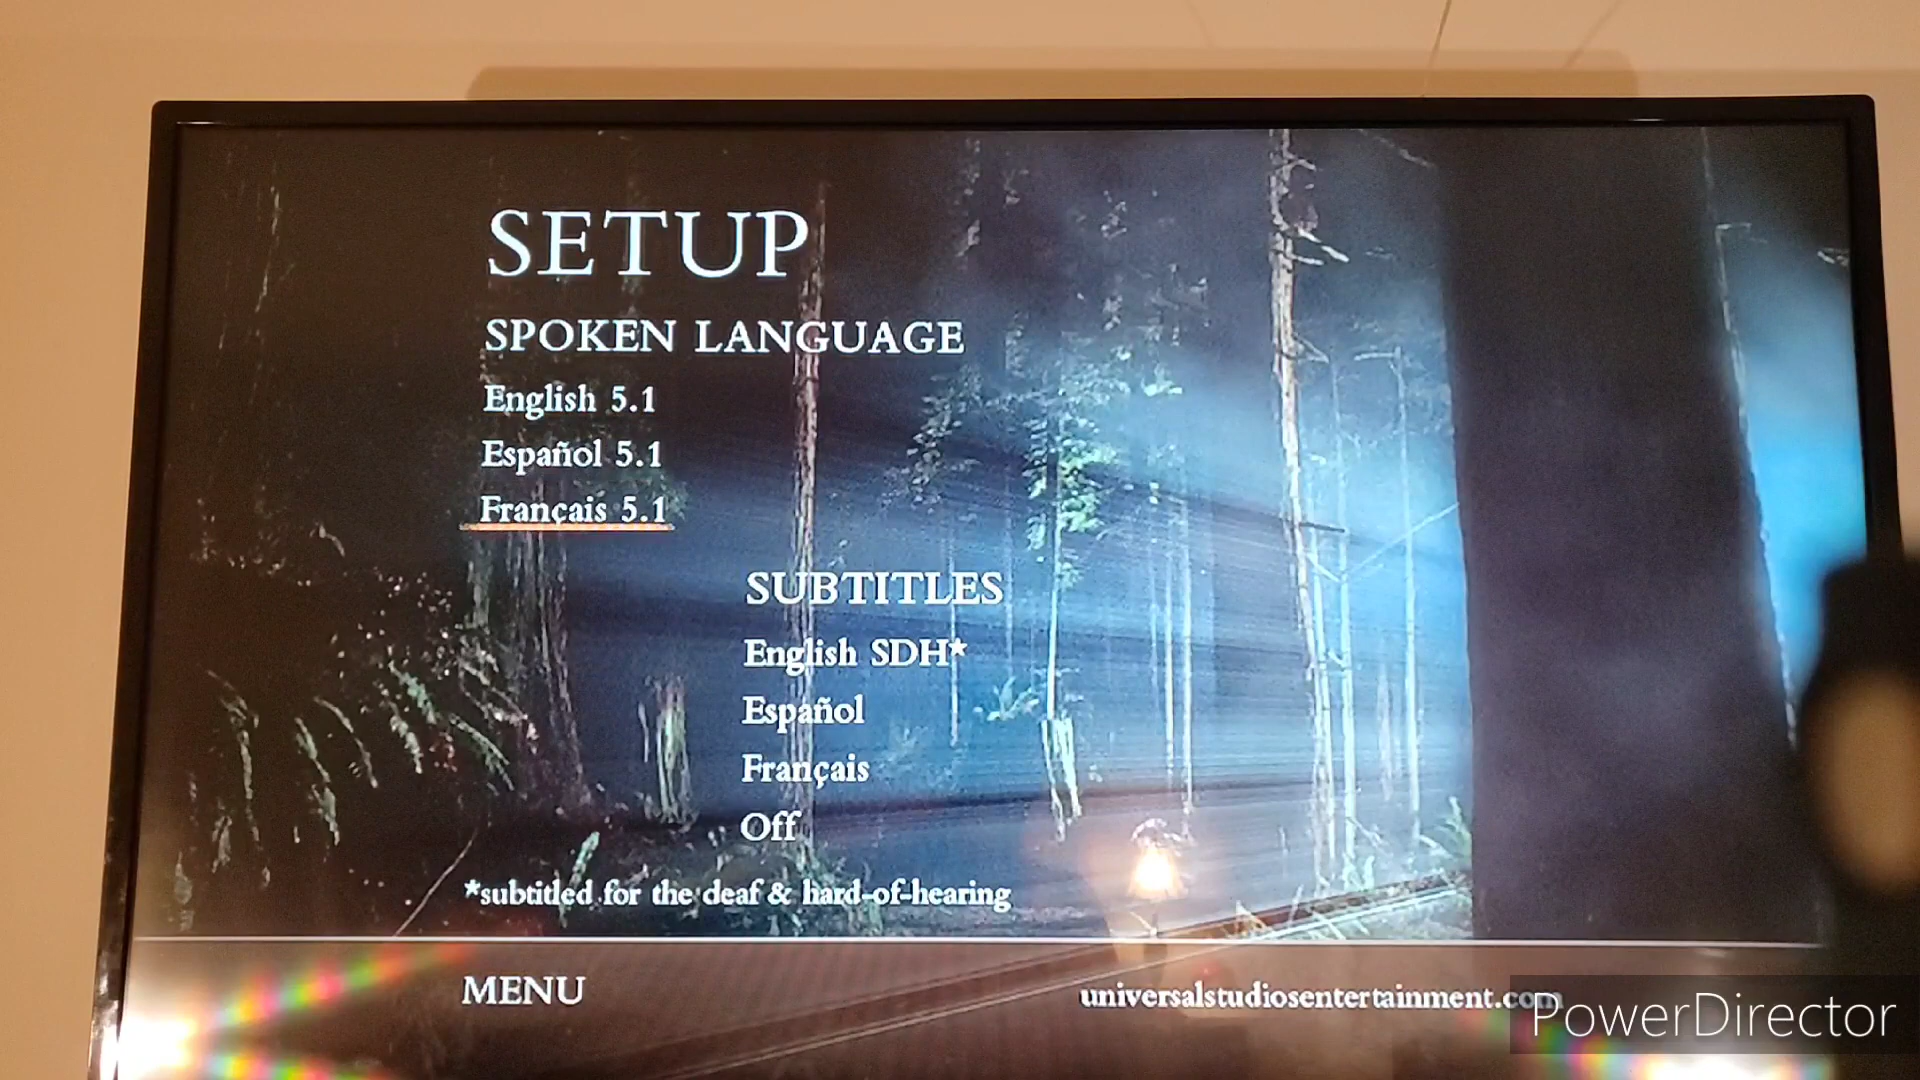 SETUP
SPOKEN LANGUAGE
English 5.1
Español 5.1
Français 5.1
SUBTITLES
English SDH*
Español
Français
Off
*subtitled for the deaf & hard-of-hearing
MENU
universalstudiosentertainment.com
PowerDirector